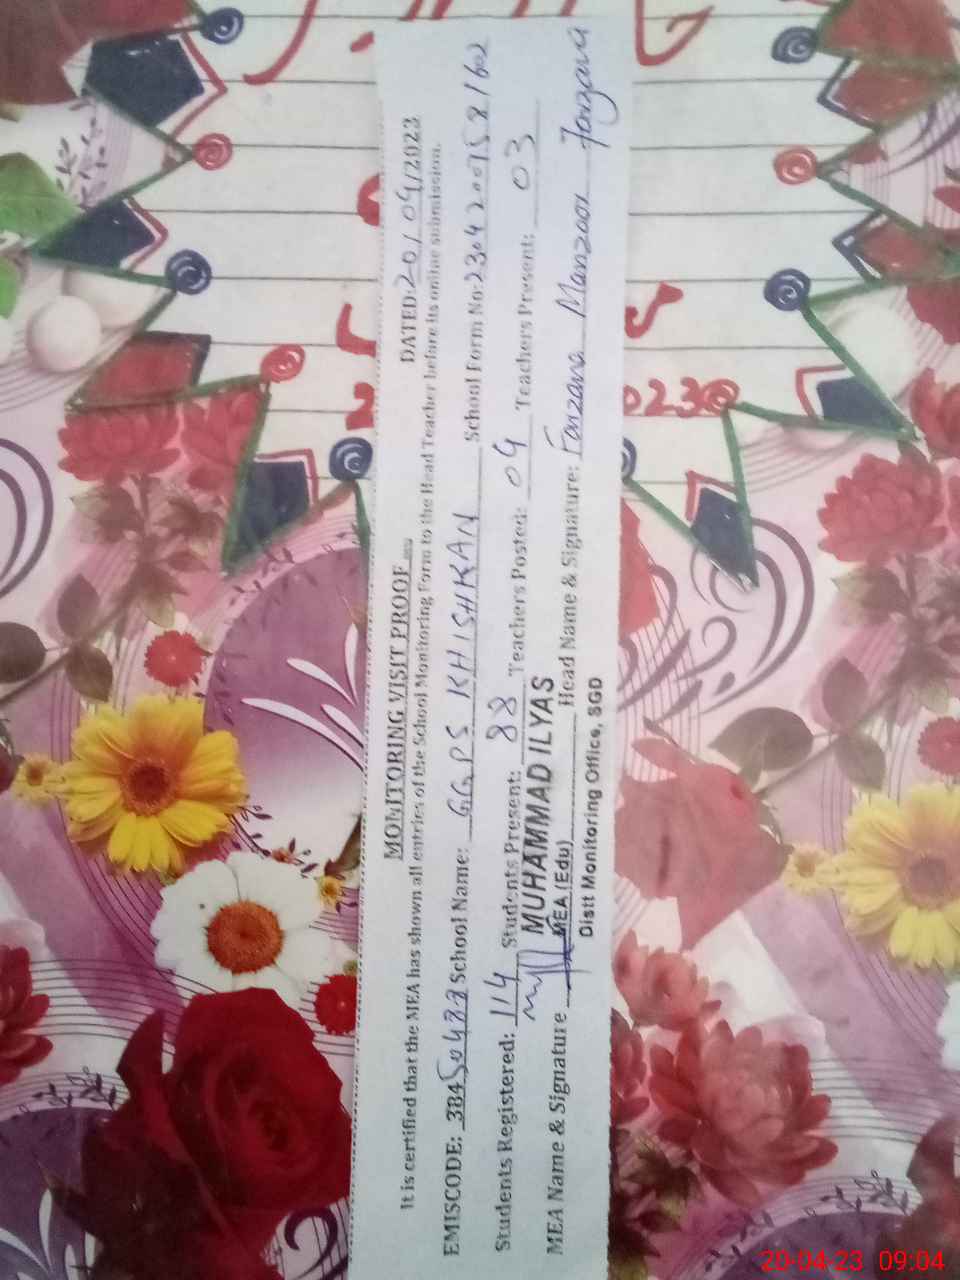 MONITORING VISIT PROOF
DATED: 20/04/2023
It is certified that the MEA has shown all entries of the School Monitoring Form to the Head Teacher before its online submission.
EMISCODE: 38450482 School Name: GGPS KHISHKAN School Form No: 23042009581602
Students Registered: 114 Students Present: 88 Teachers Posted: 04 Teachers Present: 03
MUHAMMAD ILYAS
MEA Name & Signature MEA (Edu) Head Name & Signature: Farzana Manzoor Farzana
Distt Monitoring Office, SGD
20-04-23 09:04